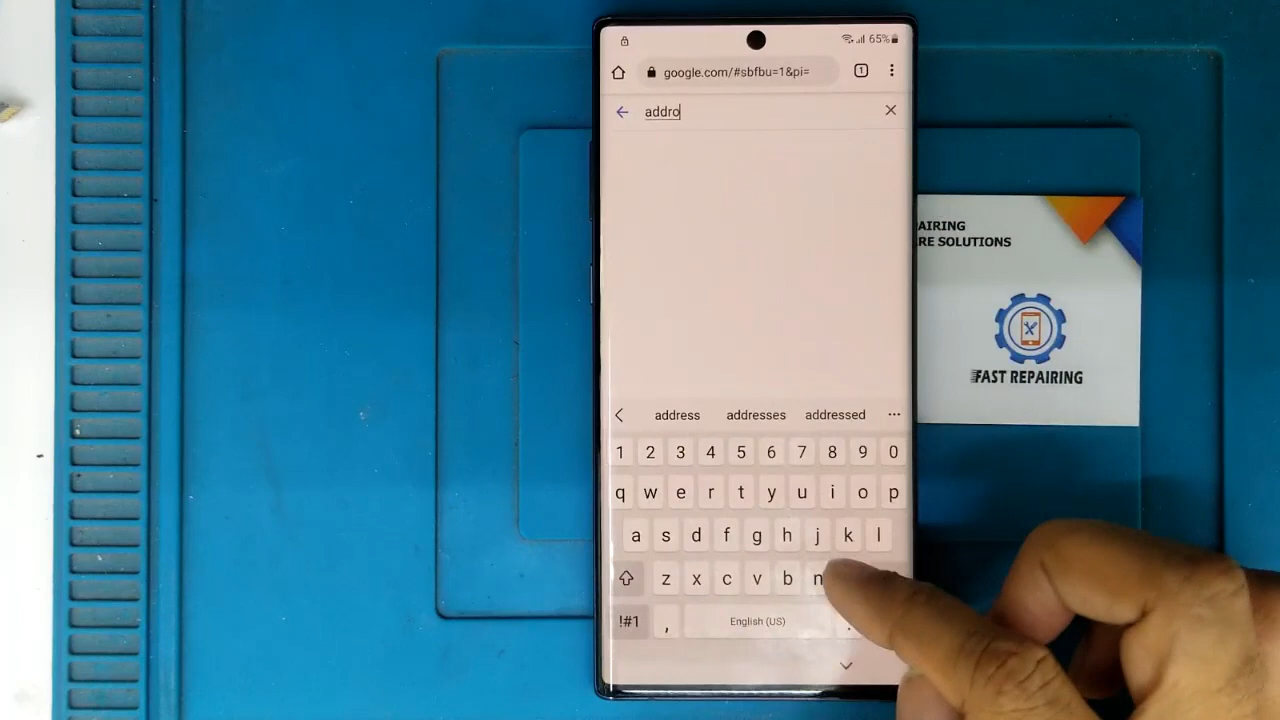 65%
google.com/#sbfbu=1&pi=
1
addro
AIRING
RE SOLUTIONS
FAST REPAIRING
address addresses addressed
1 2 3 4 5 6 7 8 9 0
q w e r t y u i o p
a s d f g h j k l
z x c v b n
!#1 , English (US) .